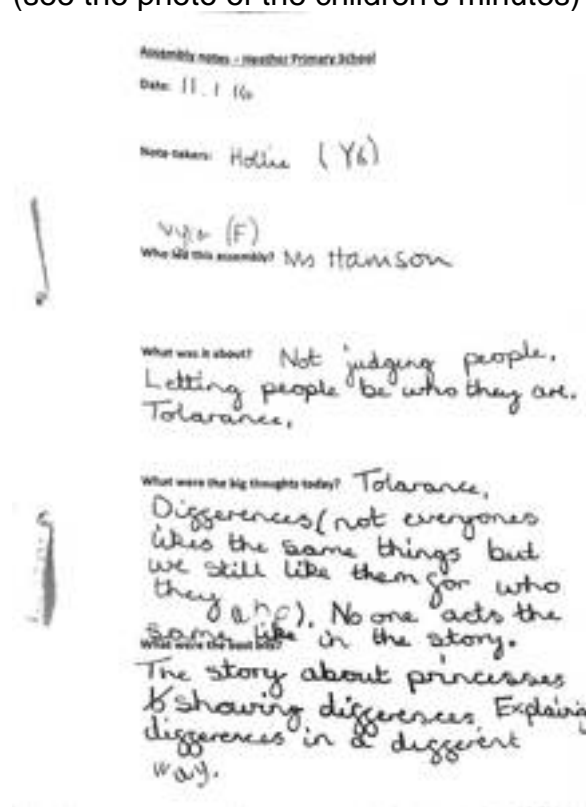 (see the photo of the children's minutes)
Assembly notes – Heather Primary School
Date: 11.1.16
Note-takers: Hollie (Y6)
(F)
Who led this assembly? Ms Hamson
What was it about? Not judging people.
Letting people be who they are.
Tolarance.
What were the big thoughts today? Tolarance,
Differences (not everyones
likes the same things but
we still like them for who
they are). No one acts the
same like in the story.
What were the best bits?
The story about princesses
& showing differences Explaining
differences in a different
way.